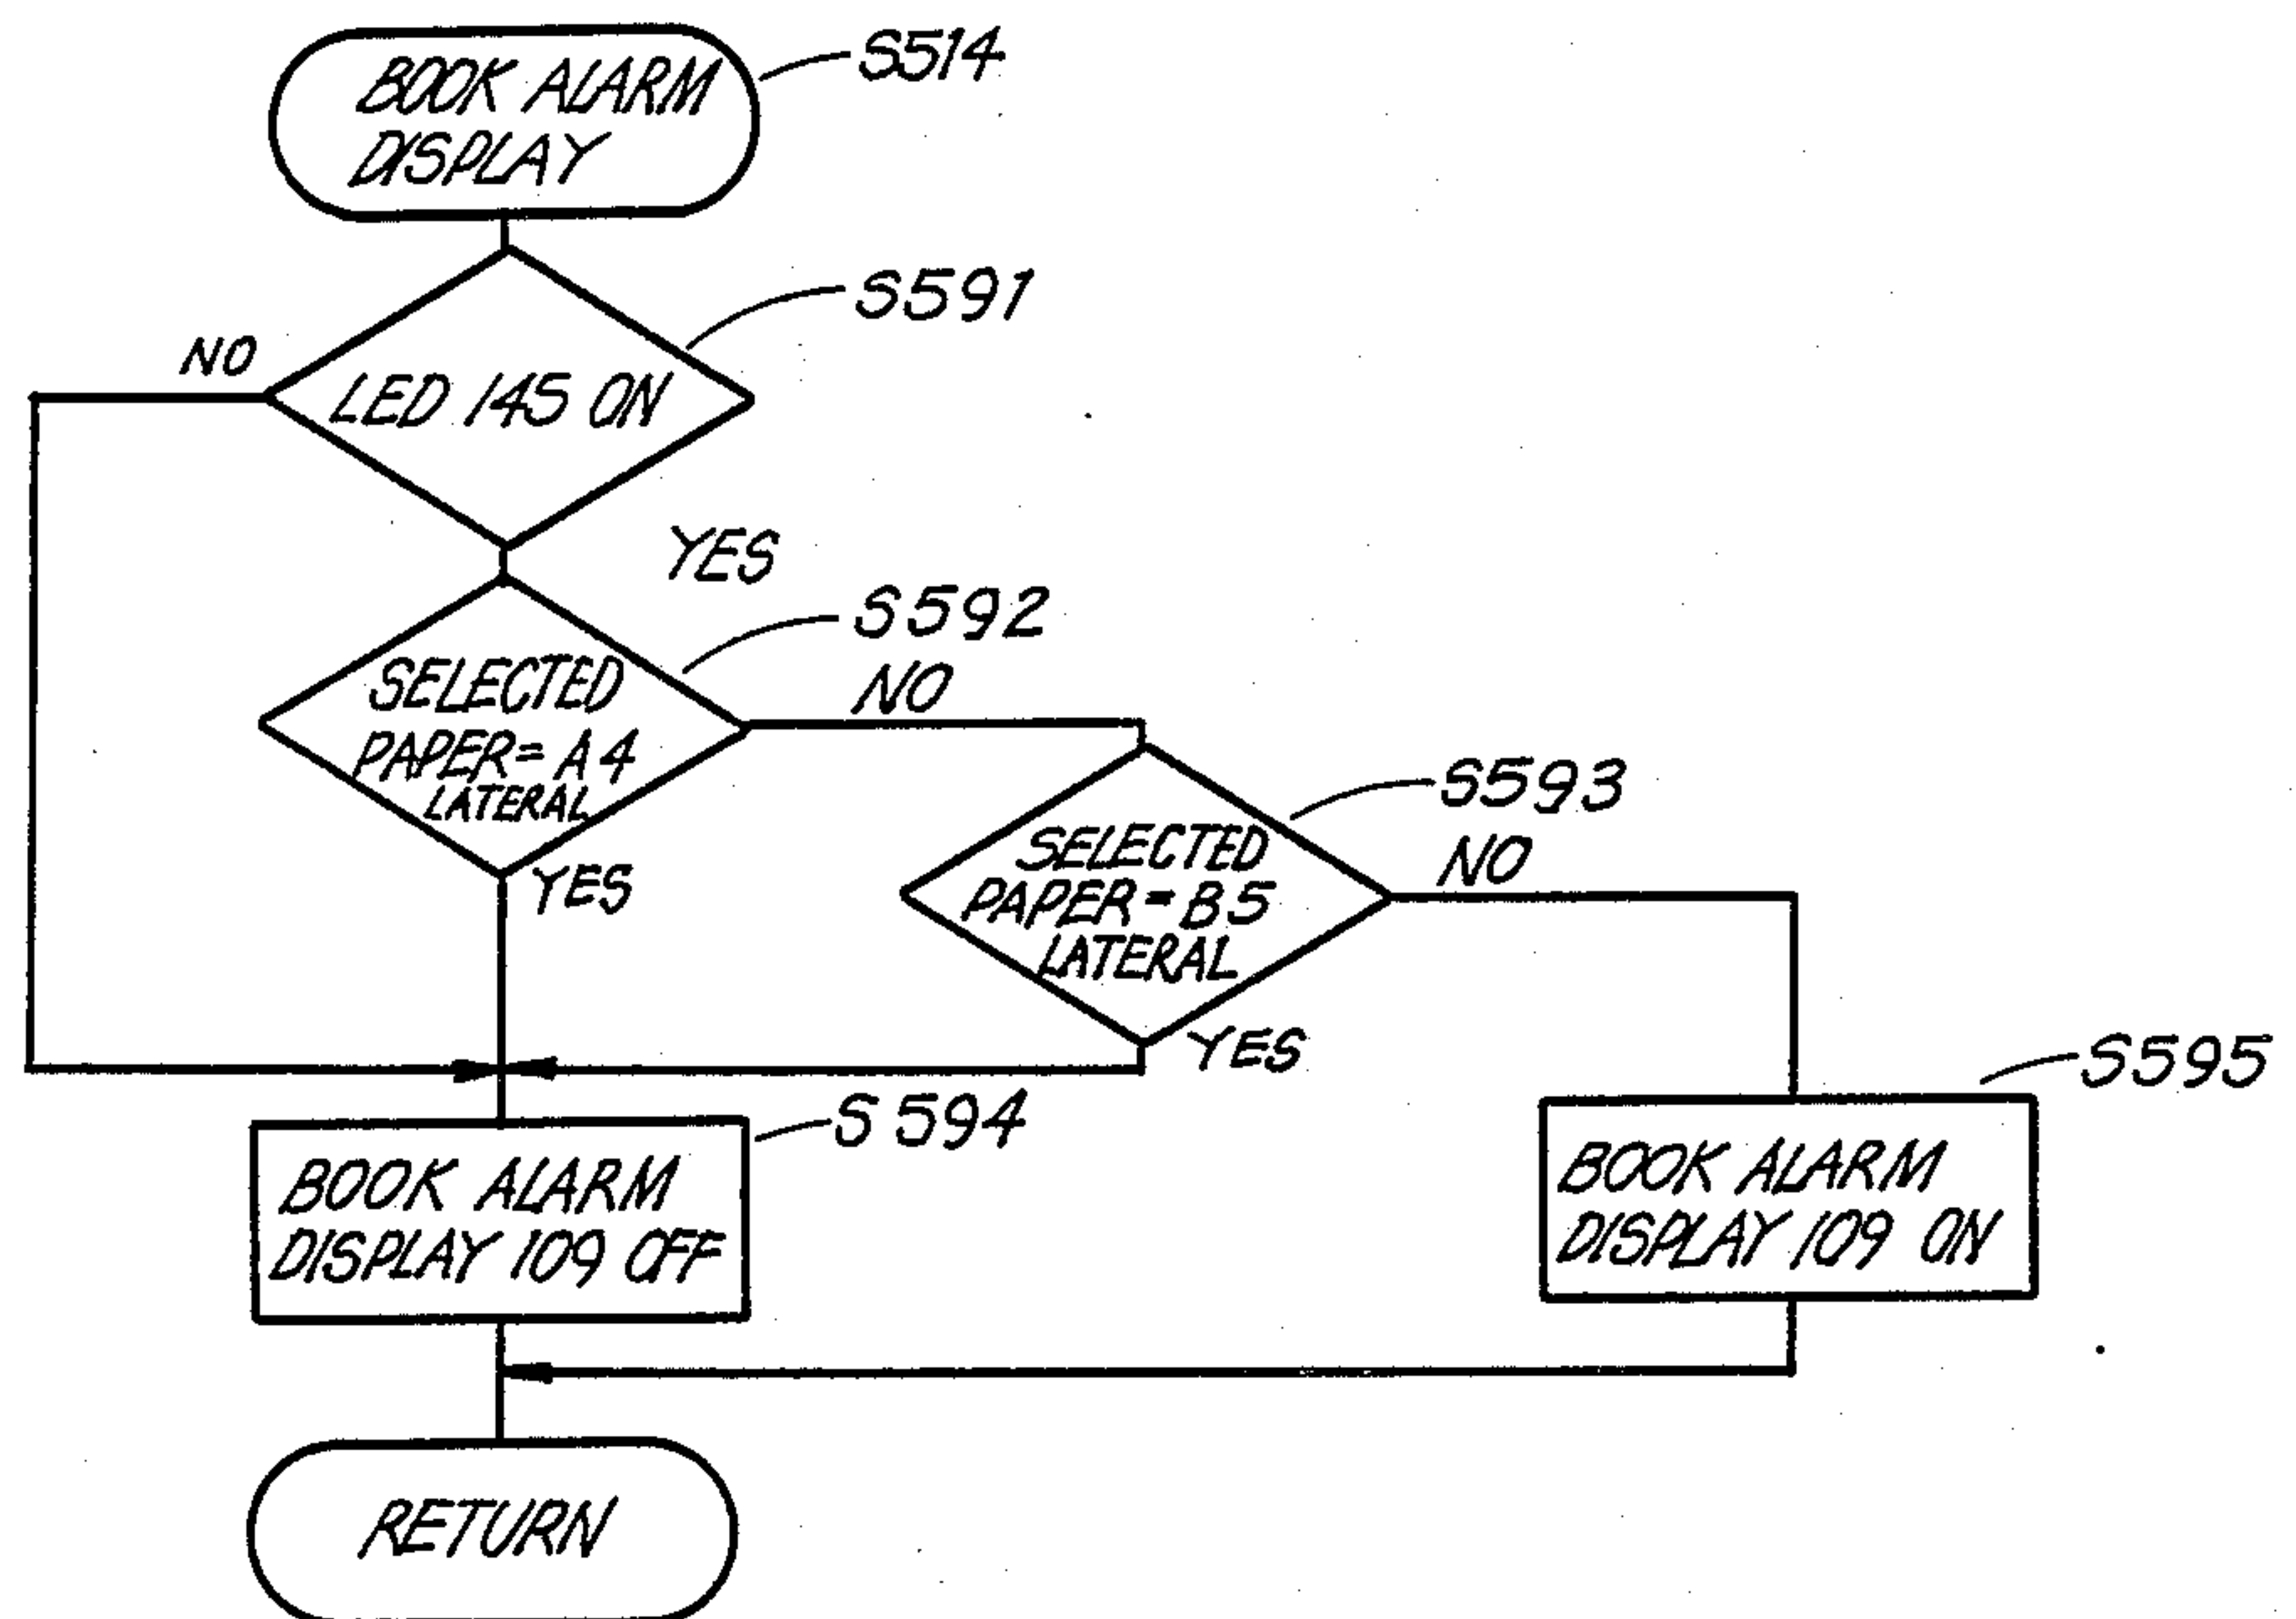 BOOK ALARM
DISPLAY
S514
S591
NO
LED 145 ON
YES
S592
NO
SELECTED
PAPER=A4
LATERAL
YES
S593
NO
SELECTED
PAPER=B5
LATERAL
YES
S594
BOOK ALARM
DISPLAY 109 OFF
S595
BOOK ALARM
DISPLAY 109 ON
RETURN